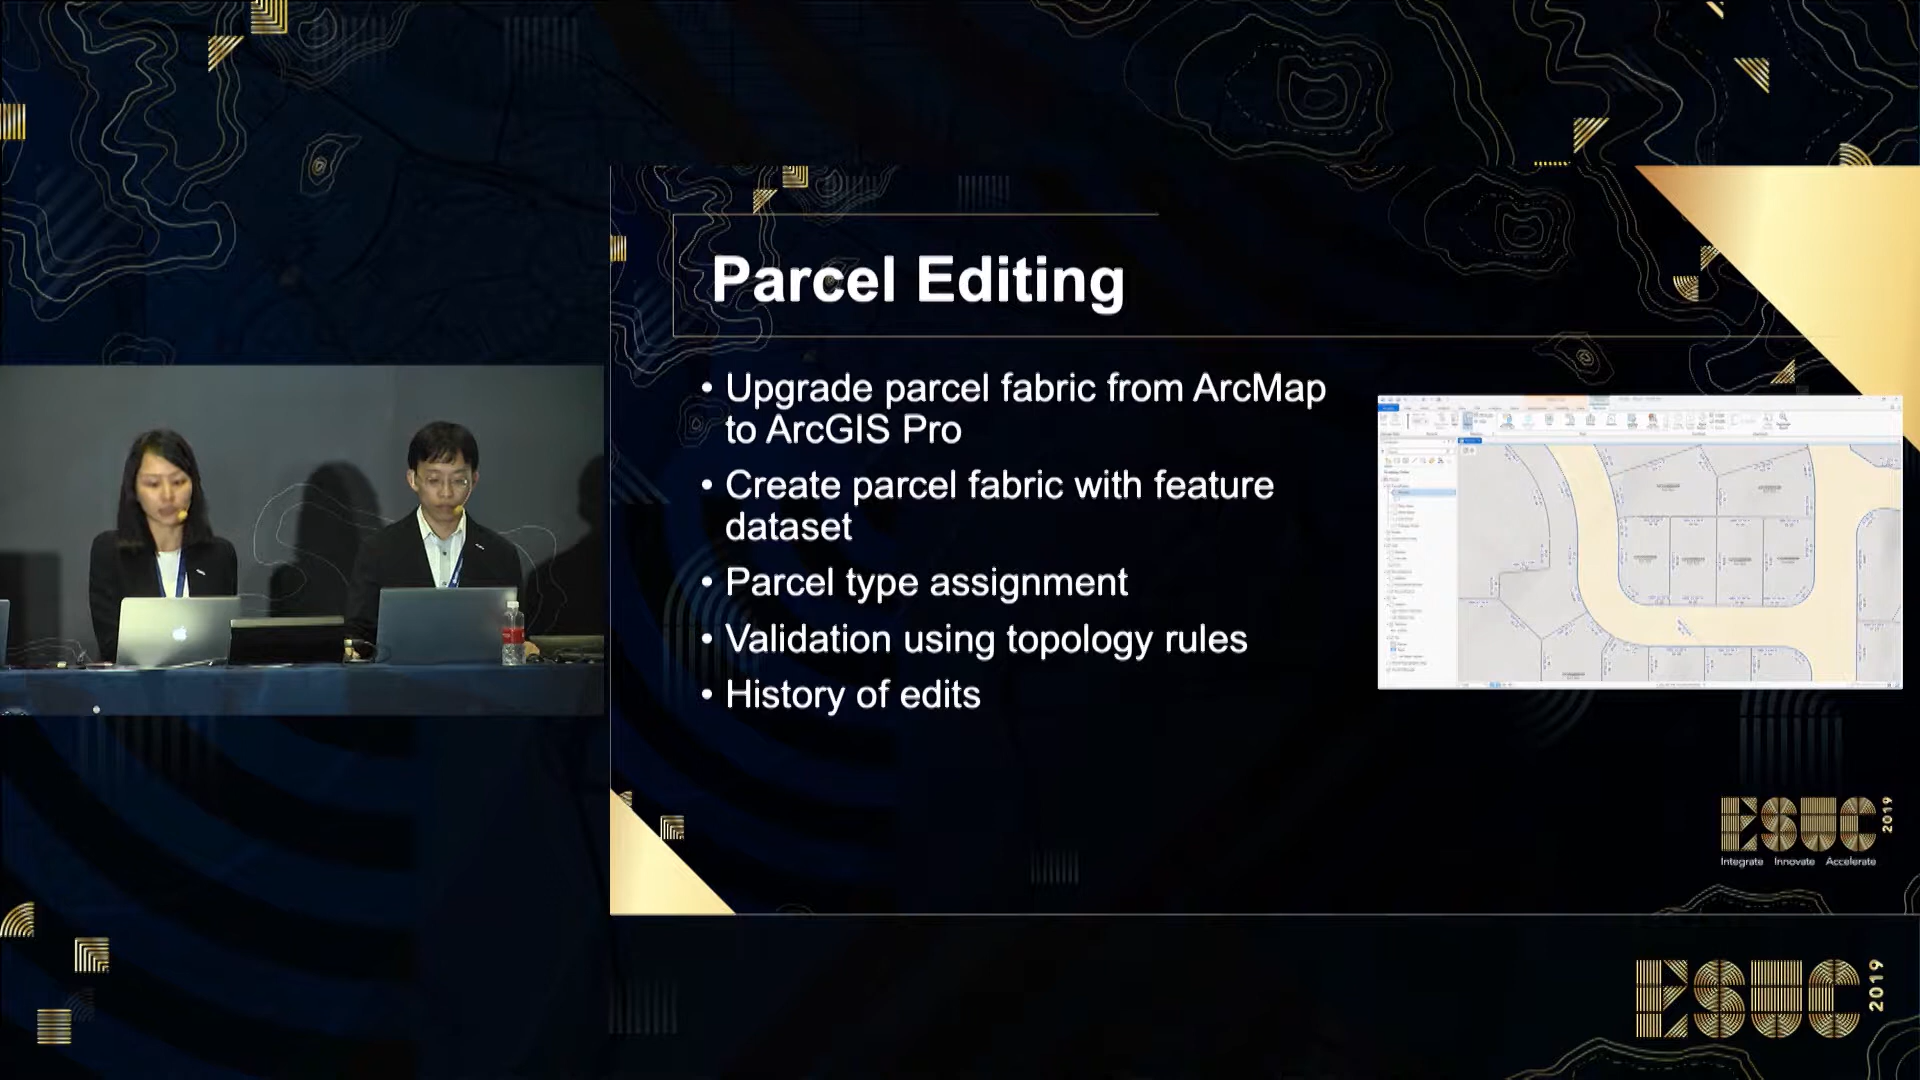 Parcel Editing
• Upgrade parcel fabric from ArcMap
to ArcGIS Pro
• Create parcel fabric with feature
dataset
• Parcel type assignment
• Validation using topology rules
• History of edits
ESUC 2019
Integrate Innovate Accelerate
ESUC 2019